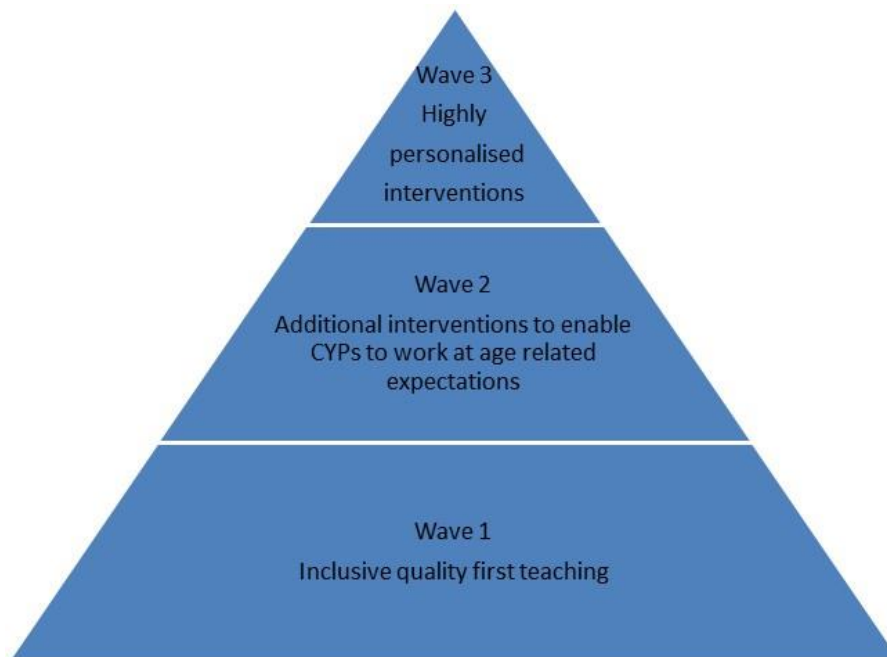 Wave 3
Highly
personalised
interventions
Wave 2
Additional interventions to enable
CYPs to work at age related
expectations
Wave 1
Inclusive quality first teaching